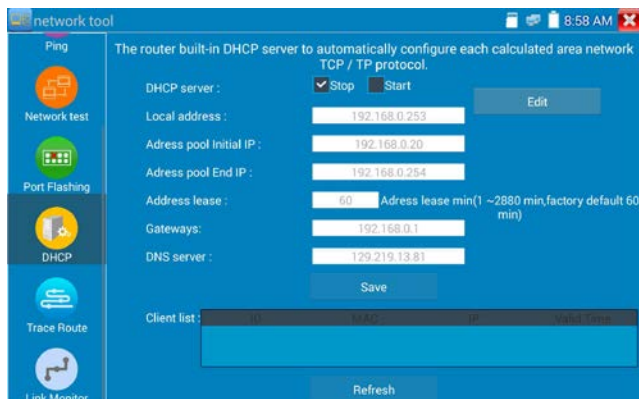 network tool
8:58 AM
Ping
Network test
Port Flashing
DHCP
Trace Route
Link Monitor
The router built-in DHCP server to automatically configure each calculated area network
TCP / TP protocol.
DHCP server :
Stop
Start
Edit
Local address :
192.168.0.253
Adress pool Initial IP :
192.168.0.20
Adress pool End IP :
192.168.0.254
Address lease :
60
Adress lease min(1 ~2880 min,factory default 60
min)
Gateways:
192.168.0.1
DNS server :
129.219.13.81
Save
Client list :
ID
MAC
IP
Valid Time
Refresh